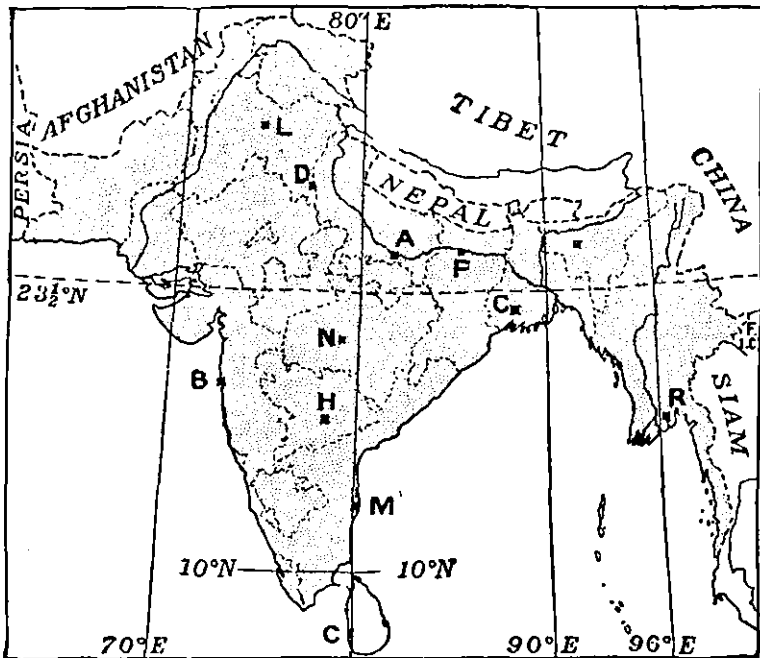 80°E
AFGHANISTAN
TIBET
PERSIA
L
D
NEPAL
CHINA
A
P
23½°N
C
F.
I.C.
N
B
H
R
SIAM
M
10°N
10°N
C
70°E
90°E
96°E